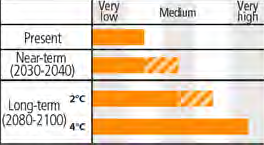 Very low
Medium
Very high
Present
Near-term
(2030-2040)
Long-term
(2080-2100)
2°C
4°C